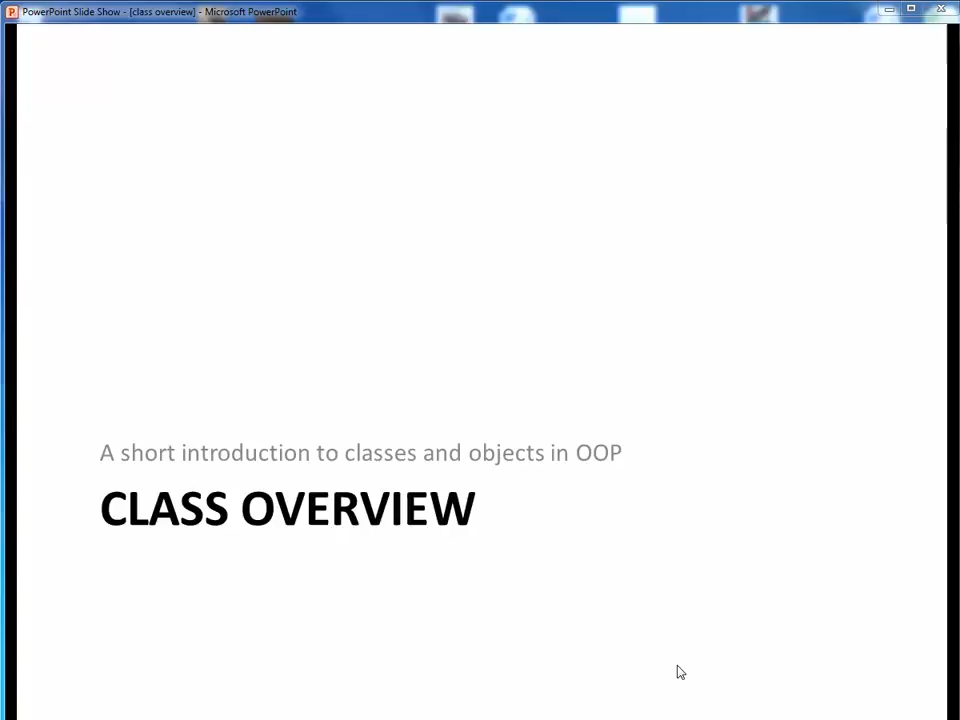 PowerPoint Slide Show - [class overview] - Microsoft PowerPoint
A short introduction to classes and objects in OOP
CLASS OVERVIEW